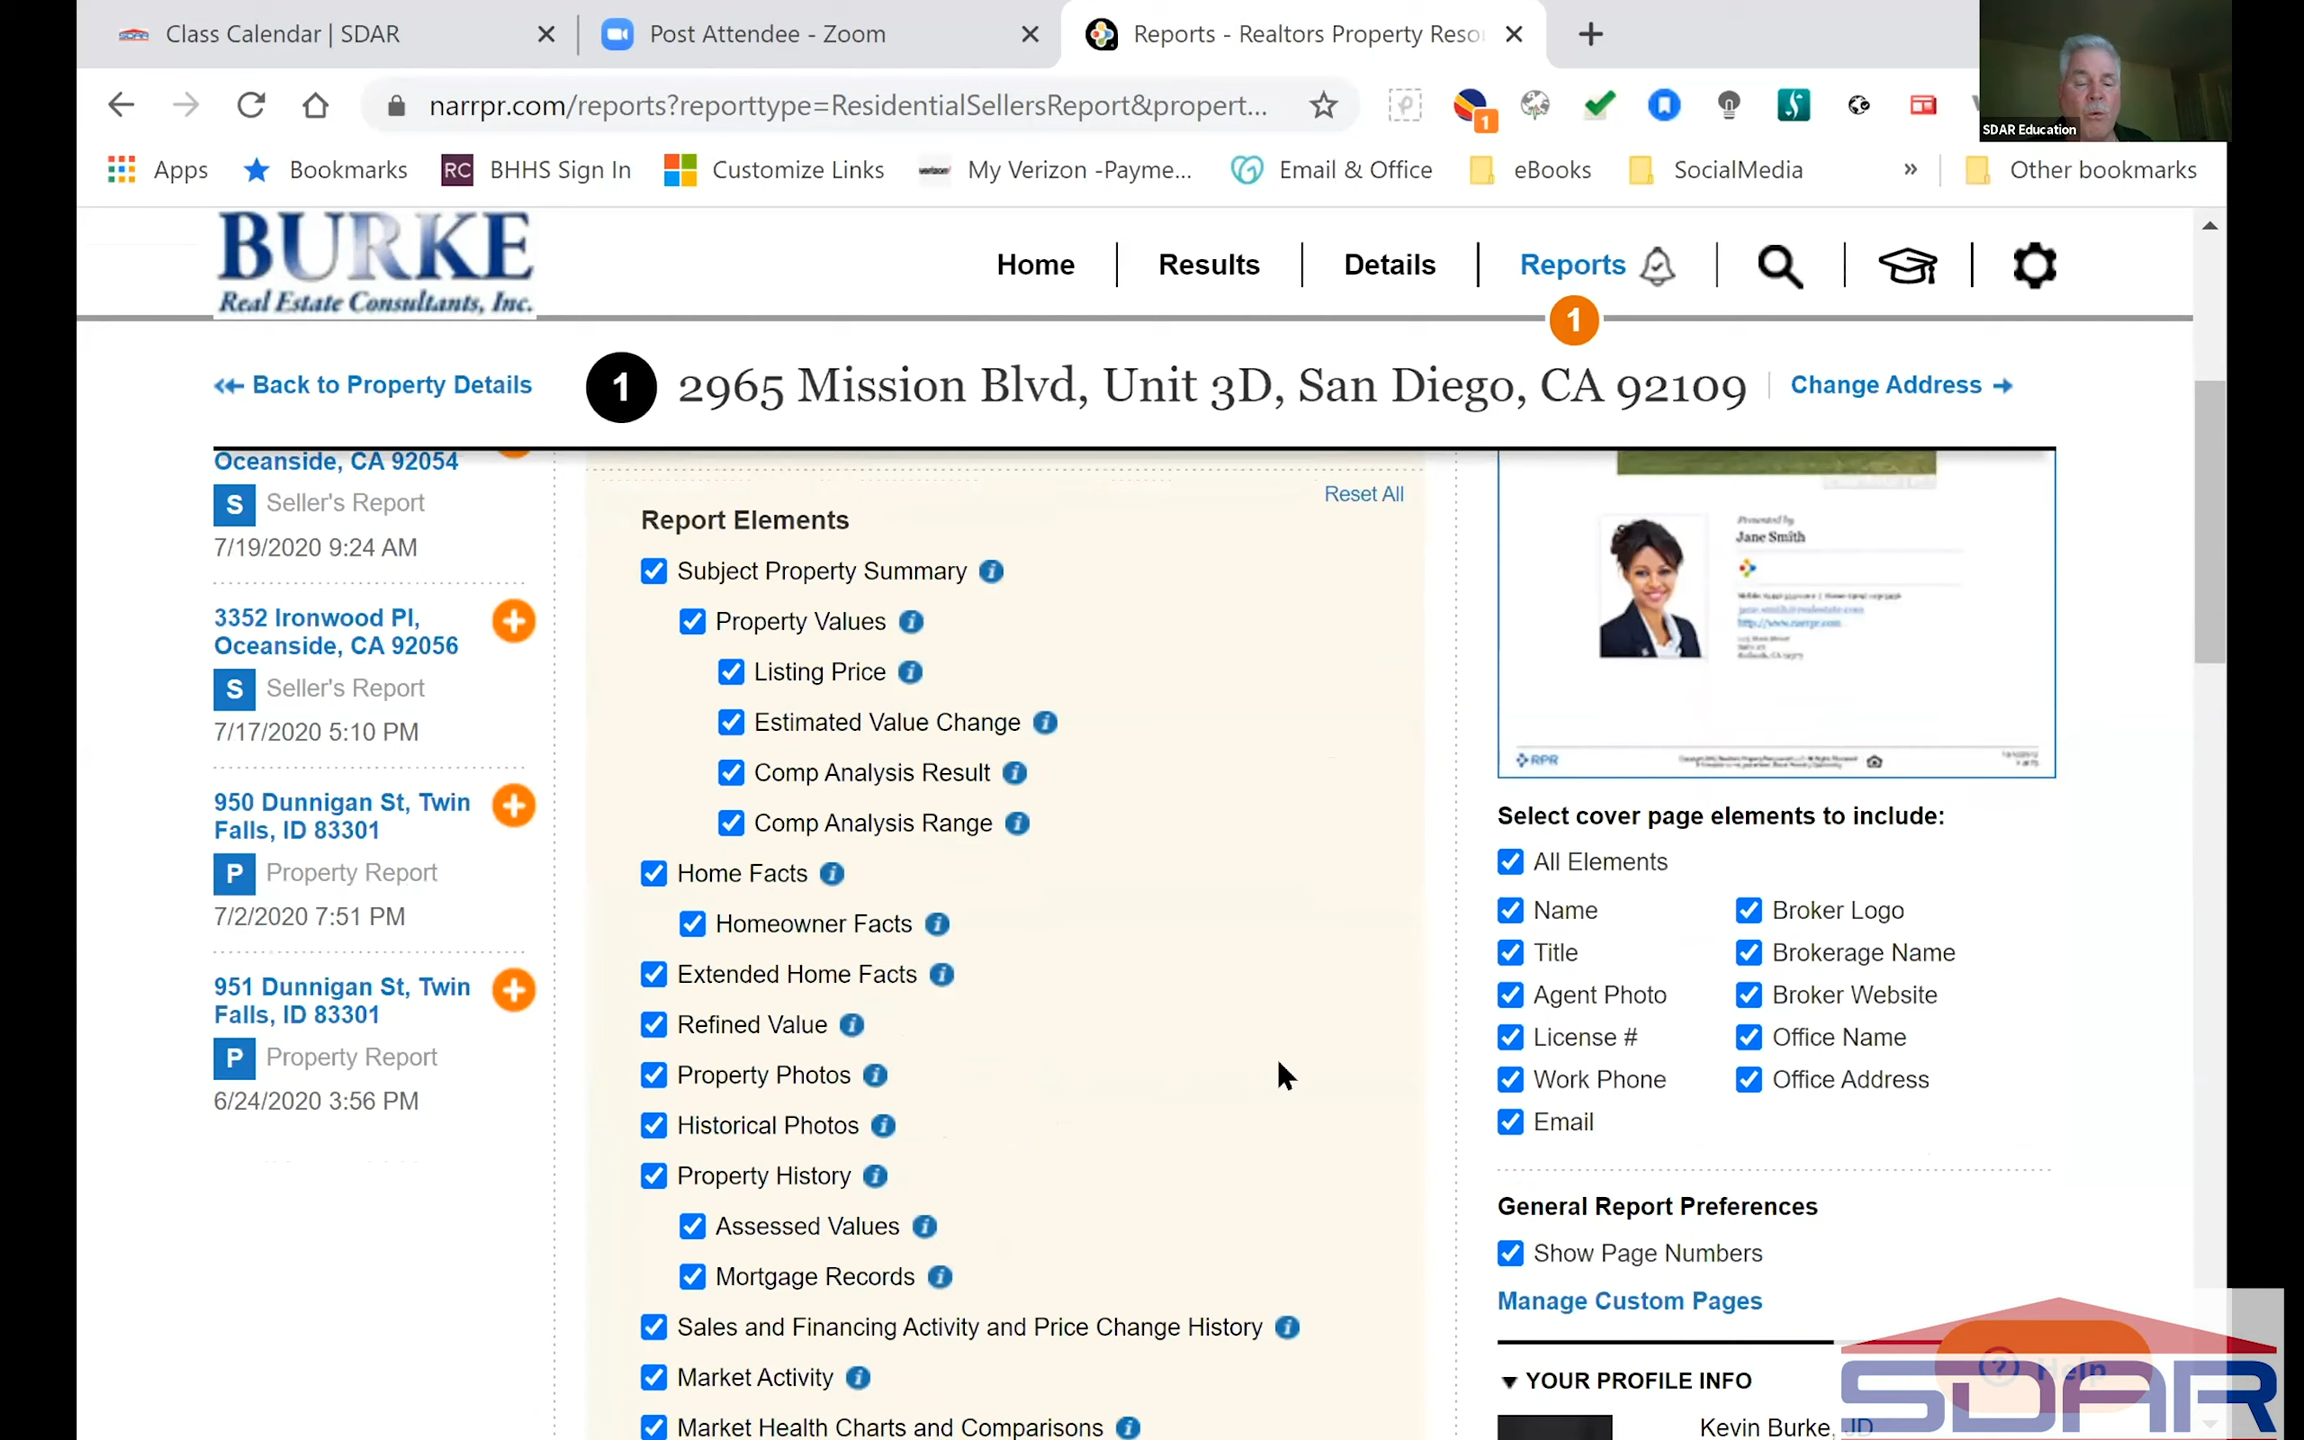 Class Calendar | SDAR
Post Attendee - Zoom
Reports - Realtors Property Reso
narrpr.com/reports?reporttype=ResidentialSellersReport&propert...
1
SDAR Education
Apps
Bookmarks
RC
BHHS Sign In
Customize Links
verizon
My Verizon -Payme...
Email & Office
eBooks
SocialMedia
»
Other bookmarks
BURKE
Real Estate Consultants, Inc.
Home
Results
Details
Reports
1
Back to Property Details
1
2965 Mission Blvd, Unit 3D, San Diego, CA 92109
Change Address
Oceanside, CA 92054
S Seller's Report
7/19/2020 9:24 AM
3352 Ironwood Pl,
Oceanside, CA 92056
S Seller's Report
7/17/2020 5:10 PM
950 Dunnigan St, Twin
Falls, ID 83301
P Property Report
7/2/2020 7:51 PM
951 Dunnigan St, Twin
Falls, ID 83301
P Property Report
6/24/2020 3:56 PM
Reset All
Report Elements
Subject Property Summary
Property Values
Listing Price
Estimated Value Change
Comp Analysis Result
Comp Analysis Range
Home Facts
Homeowner Facts
Extended Home Facts
Refined Value
Property Photos
Historical Photos
Property History
Assessed Values
Mortgage Records
Sales and Financing Activity and Price Change History
Market Activity
Market Health Charts and Comparisons
Presented by
Jane Smith
http://www.narrpr.com
RPR
Select cover page elements to include:
All Elements
Name
Broker Logo
Title
Brokerage Name
Agent Photo
Broker Website
License #
Office Name
Work Phone
Office Address
Email
General Report Preferences
Show Page Numbers
Manage Custom Pages
YOUR PROFILE INFO
Kevin Burke, JD
Help
SDAR